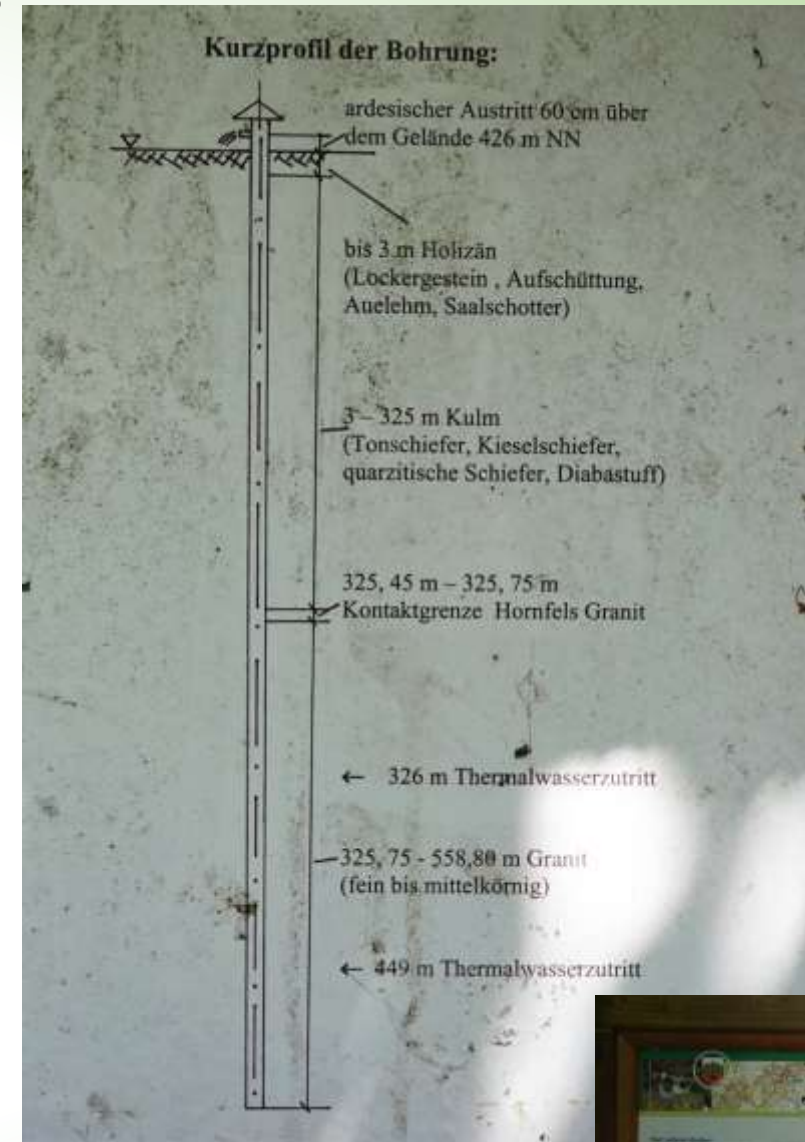 Kurzprofil der Bohrung:
ardesischer Austritt 60 cm über
dem Gelände 426 m NN
bis 3 m Holizän
(Lockergestein , Aufschüttung,
Auelehm, Saalschotter)
3 – 325 m Kulm
(Tonschiefer, Kieselschiefer,
quarzitische Schiefer, Diabastuff)
325, 45 m – 325, 75 m
Kontaktgrenze Hornfels Granit
← 326 m Thermalwasserzutritt
325, 75 - 558,80 m Granit
(fein bis mittelkörnig)
← 449 m Thermalwasserzutritt